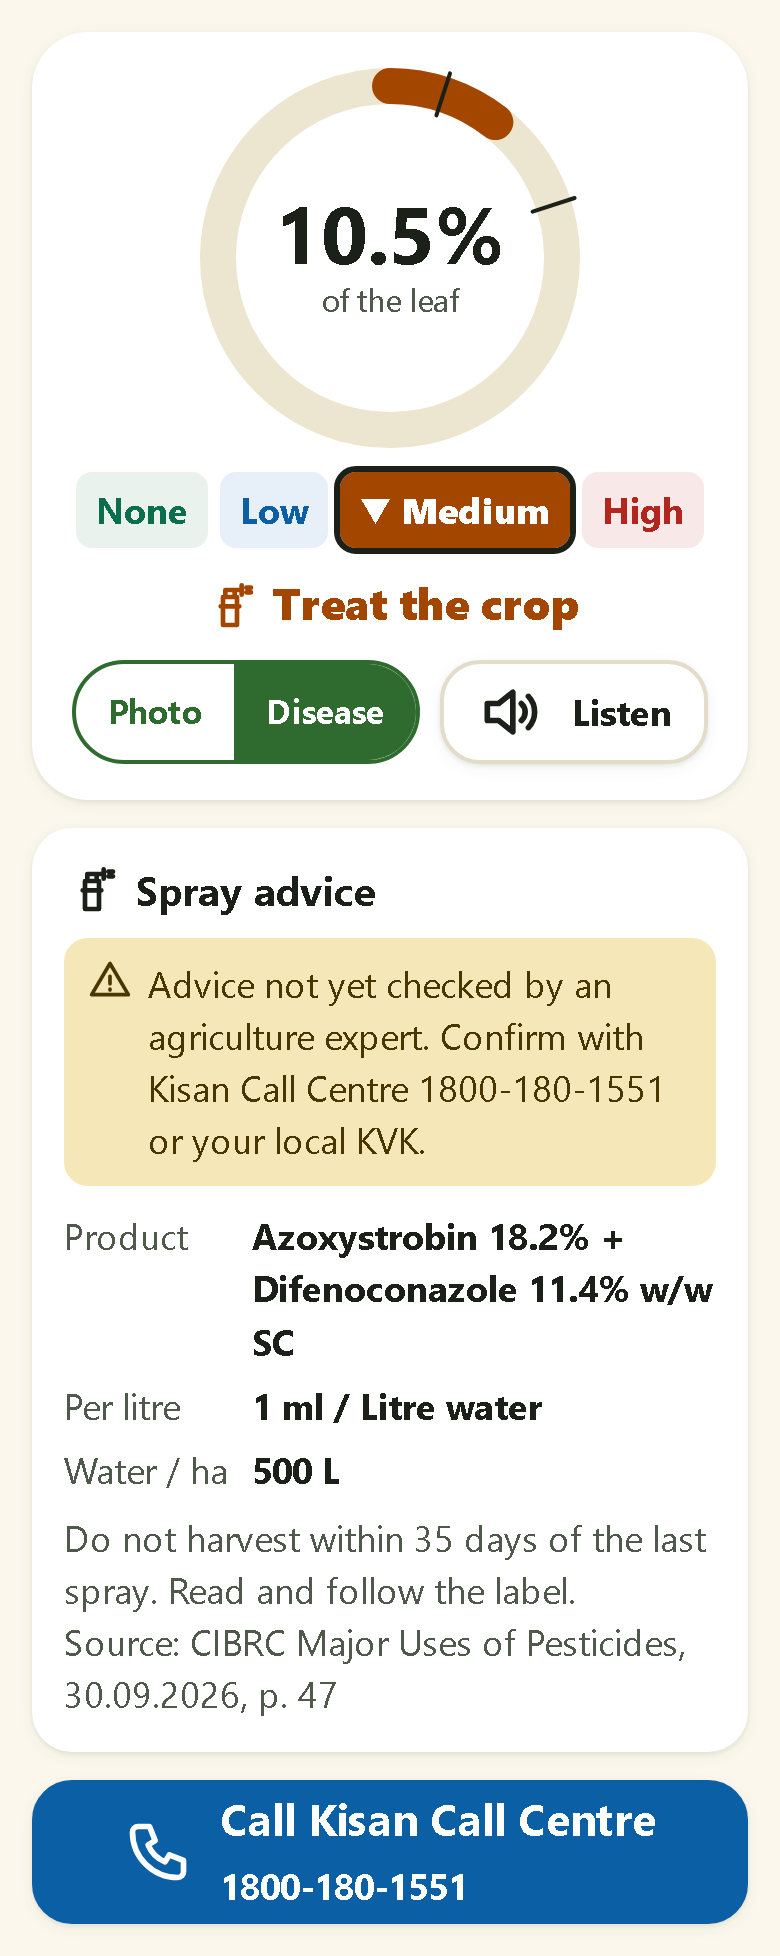 10.5%
of the leaf
None
Low
▼ Medium
High
Treat the crop
Photo
Disease
Listen
Spray advice
Advice not yet checked by an
agriculture expert. Confirm with
Kisan Call Centre 1800-180-1551
or your local KVK.
Product
Azoxystrobin 18.2% +
Difenoconazole 11.4% w/w
SC
Per litre
1 ml / Litre water
Water / ha
500 L
Do not harvest within 35 days of the last
spray. Read and follow the label.
Source: CIBRC Major Uses of Pesticides,
30.09.2026, p. 47
Call Kisan Call Centre
1800-180-1551